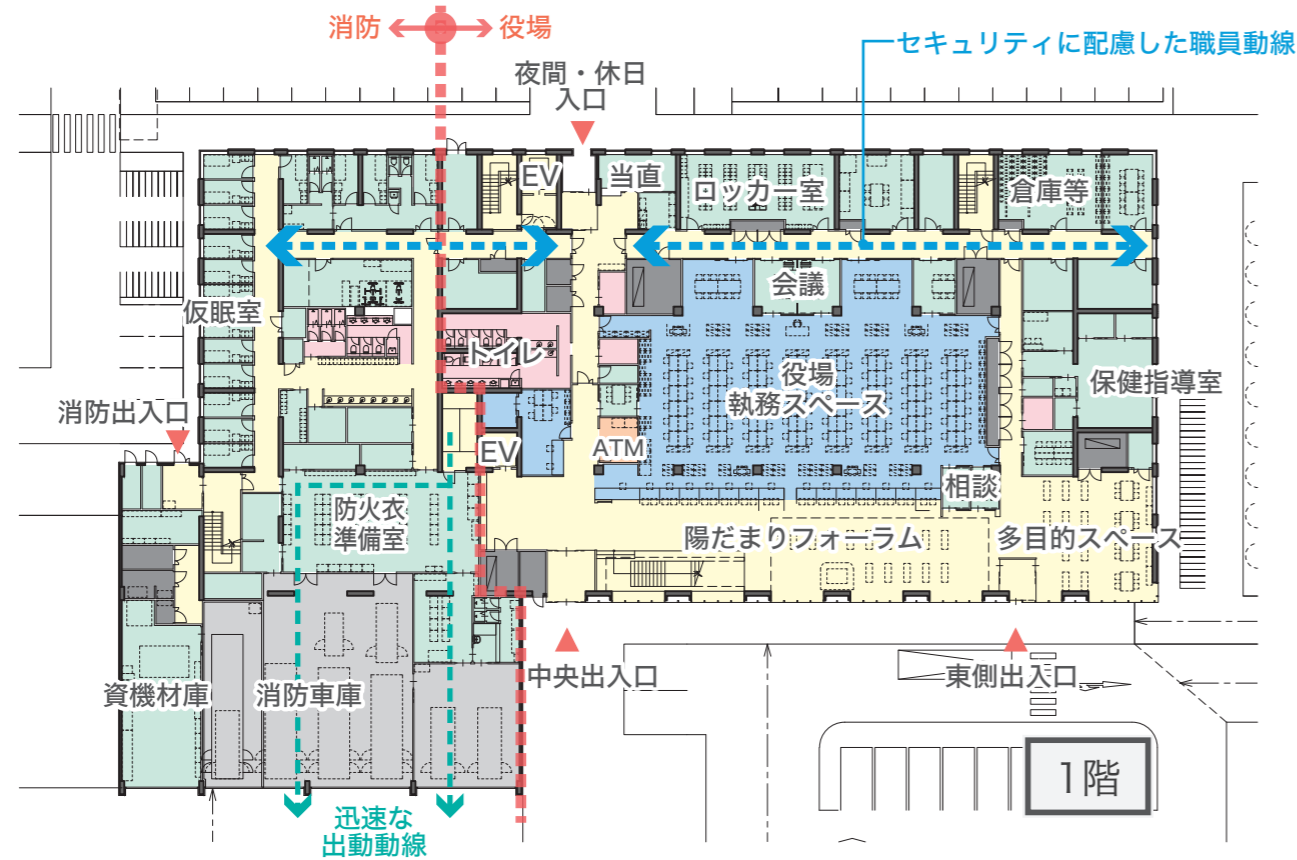 消防 役場
セキュリティに配慮した職員動線
夜間・休日
入口
EV
当直
ロッカー室
倉庫等
会議
仮眠室
トイレ
役場
執務スペース
保健指導室
消防出入口
EV
ATM
相談
防火衣
準備室
陽だまりフォーラム
多目的スペース
資機材庫
消防車庫
中央出入口
東側出入口
1階
迅速な
出動動線